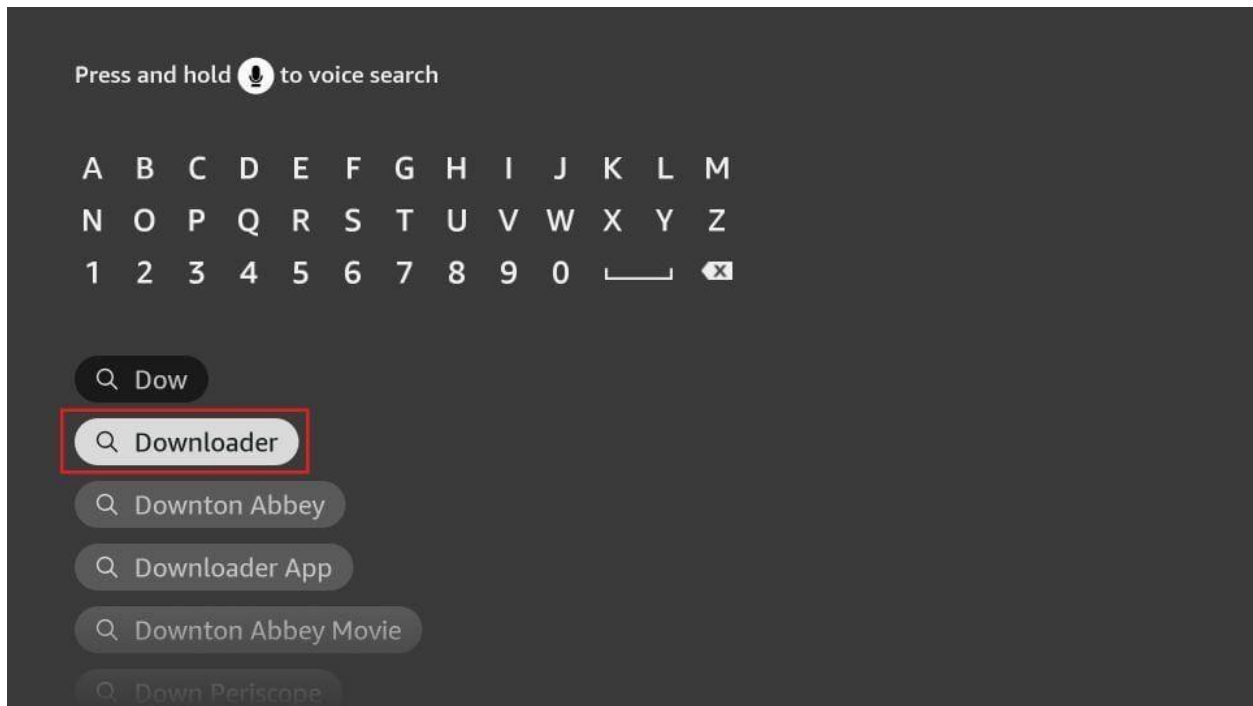 Press and hold to voice search
A B C D E F G H I J K L M
N O P Q R S T U V W X Y Z
1 2 3 4 5 6 7 8 9 0
Dow
Downloader
Downton Abbey
Downloader App
Downton Abbey Movie
Down Periscope